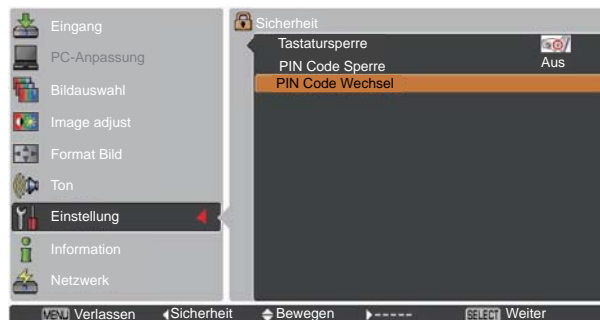 Eingang
PC-Anpassung
Bildauswahl
Image adjust
Format Bild
Ton
Einstellung
Information
Netzwerk
Sicherheit
Tastatursperre
PIN Code Sperre Aus
PIN Code Wechsel
MENU Verlassen Sicherheit Bewegen ----- SELECT Weiter